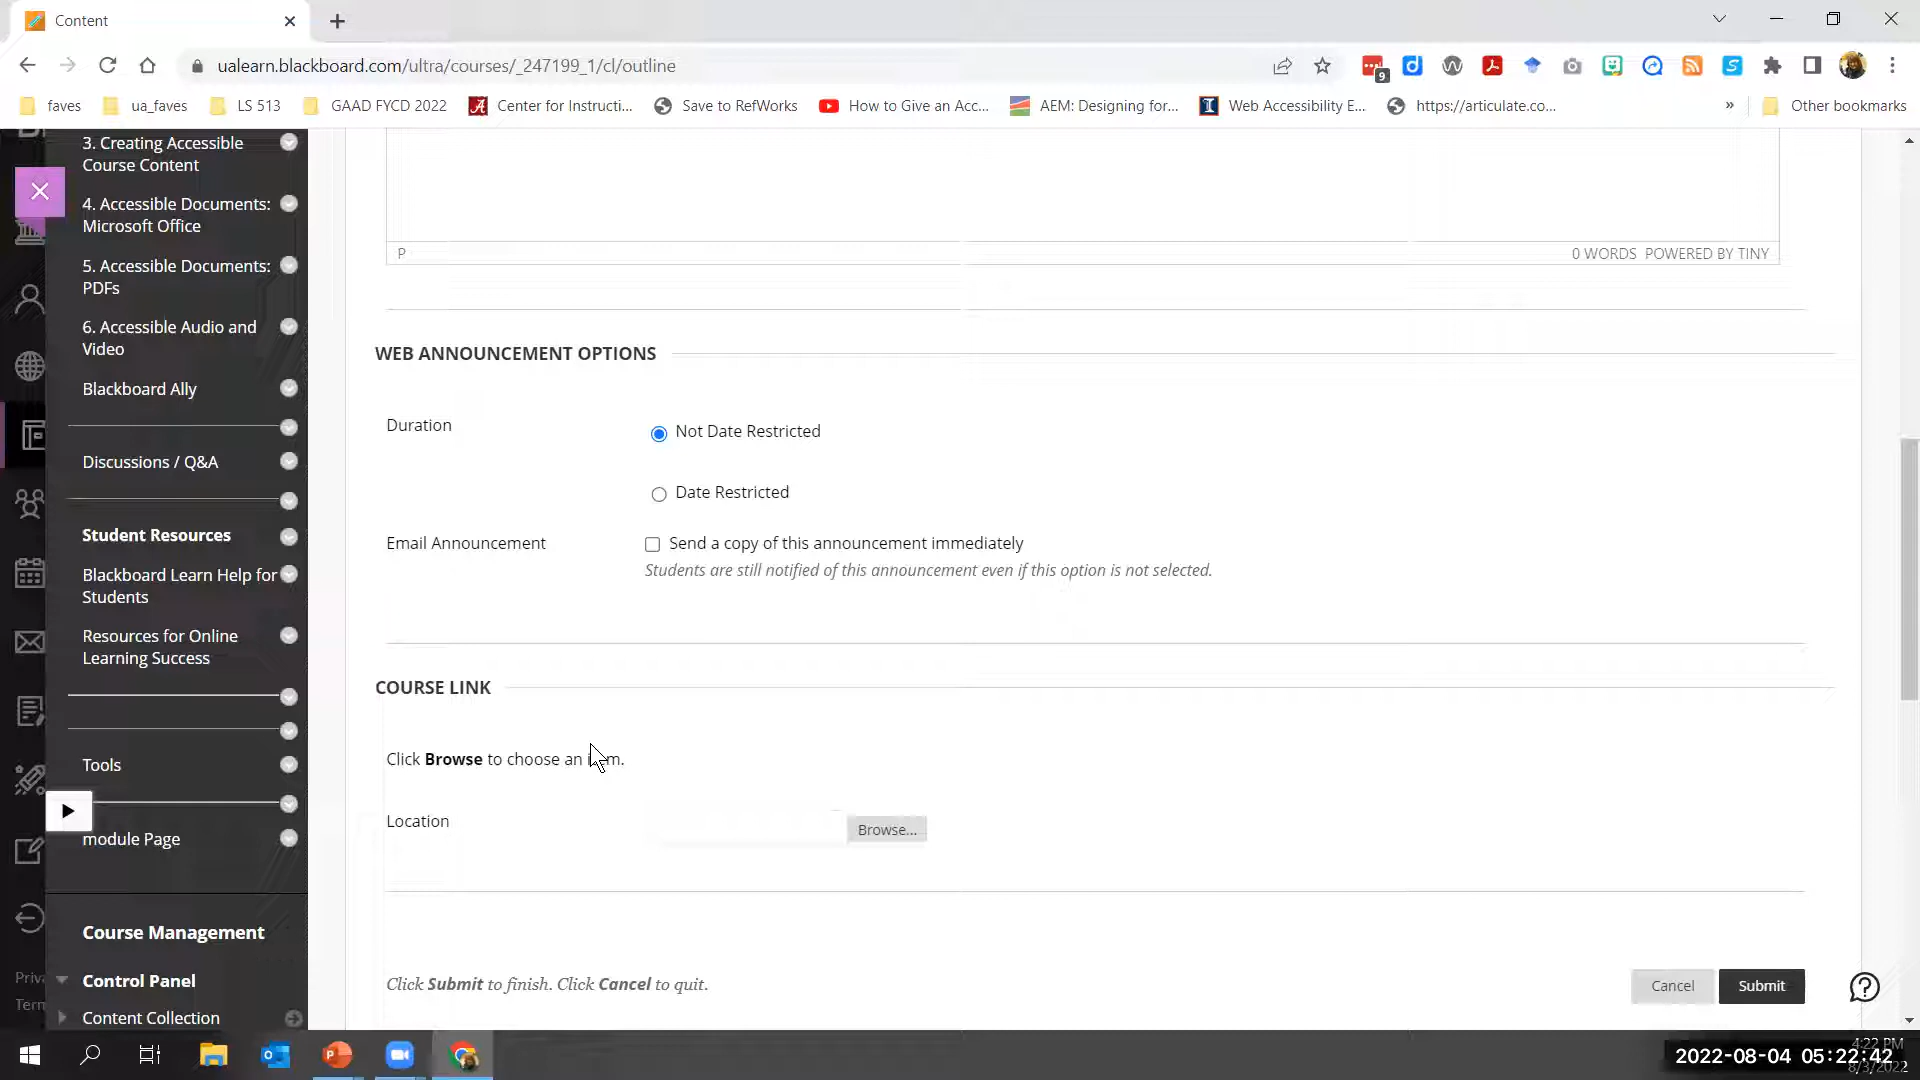 Content
ualearn.blackboard.com/ultra/courses/_247199_1/cl/outline
9
faves
ua_faves
LS 513
GAAD FYCD 2022
Center for Instructi...
Save to RefWorks
How to Give an Acc...
AEM: Designing for...
Web Accessibility E...
https://articulate.co...
»
Other bookmarks
3. Creating Accessible
Course Content
4. Accessible Documents:
Microsoft Office
5. Accessible Documents:
PDFs
6. Accessible Audio and
Video
Blackboard Ally
Discussions / Q&A
Student Resources
Blackboard Learn Help for
Students
Resources for Online
Learning Success
Tools
module Page
Course Management
Control Panel
Content Collection
P
0 WORDS POWERED BY TINY
WEB ANNOUNCEMENT OPTIONS
Duration
Not Date Restricted
Date Restricted
Email Announcement
Send a copy of this announcement immediately
Students are still notified of this announcement even if this option is not selected.
COURSE LINK
Click Browse to choose an
Location
Browse...
Click Submit to finish. Click Cancel to quit.
Cancel
Submit
4:22 PM
2022-08-04 05:22:42
8/3/2022